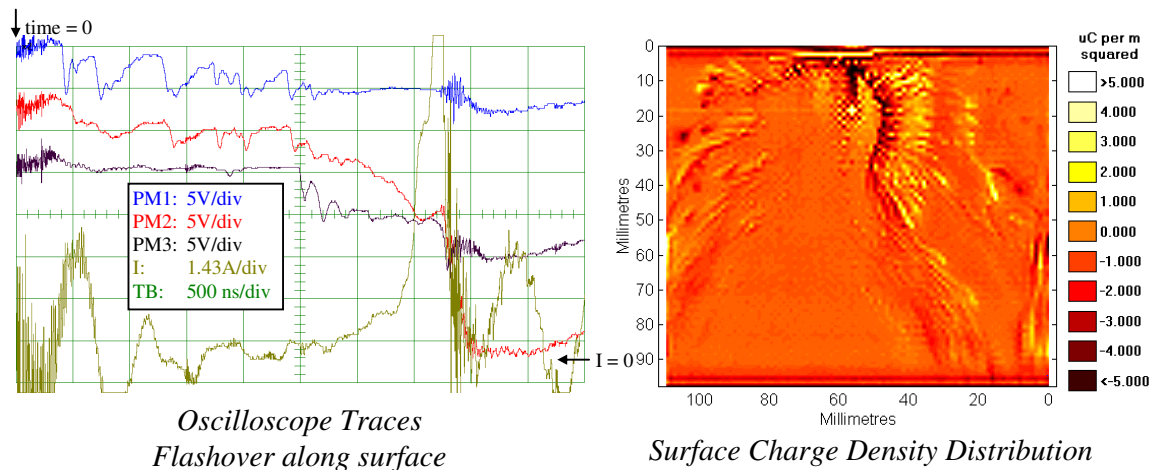 time = 0
PM1: 5V/div
PM2: 5V/div
PM3: 5V/div
I: 1.43A/div
TB: 500 ns/div
I = 0
Oscilloscope Traces
Flashover along surface
uC per m
squared
>5.000
4.000
3.000
2.000
1.000
0.000
-1.000
-2.000
-3.000
-4.000
<-5.000
Millimetres
0
10
20
30
40
50
60
70
80
90
100 80 60 40 20 0
Millimetres
Surface Charge Density Distribution